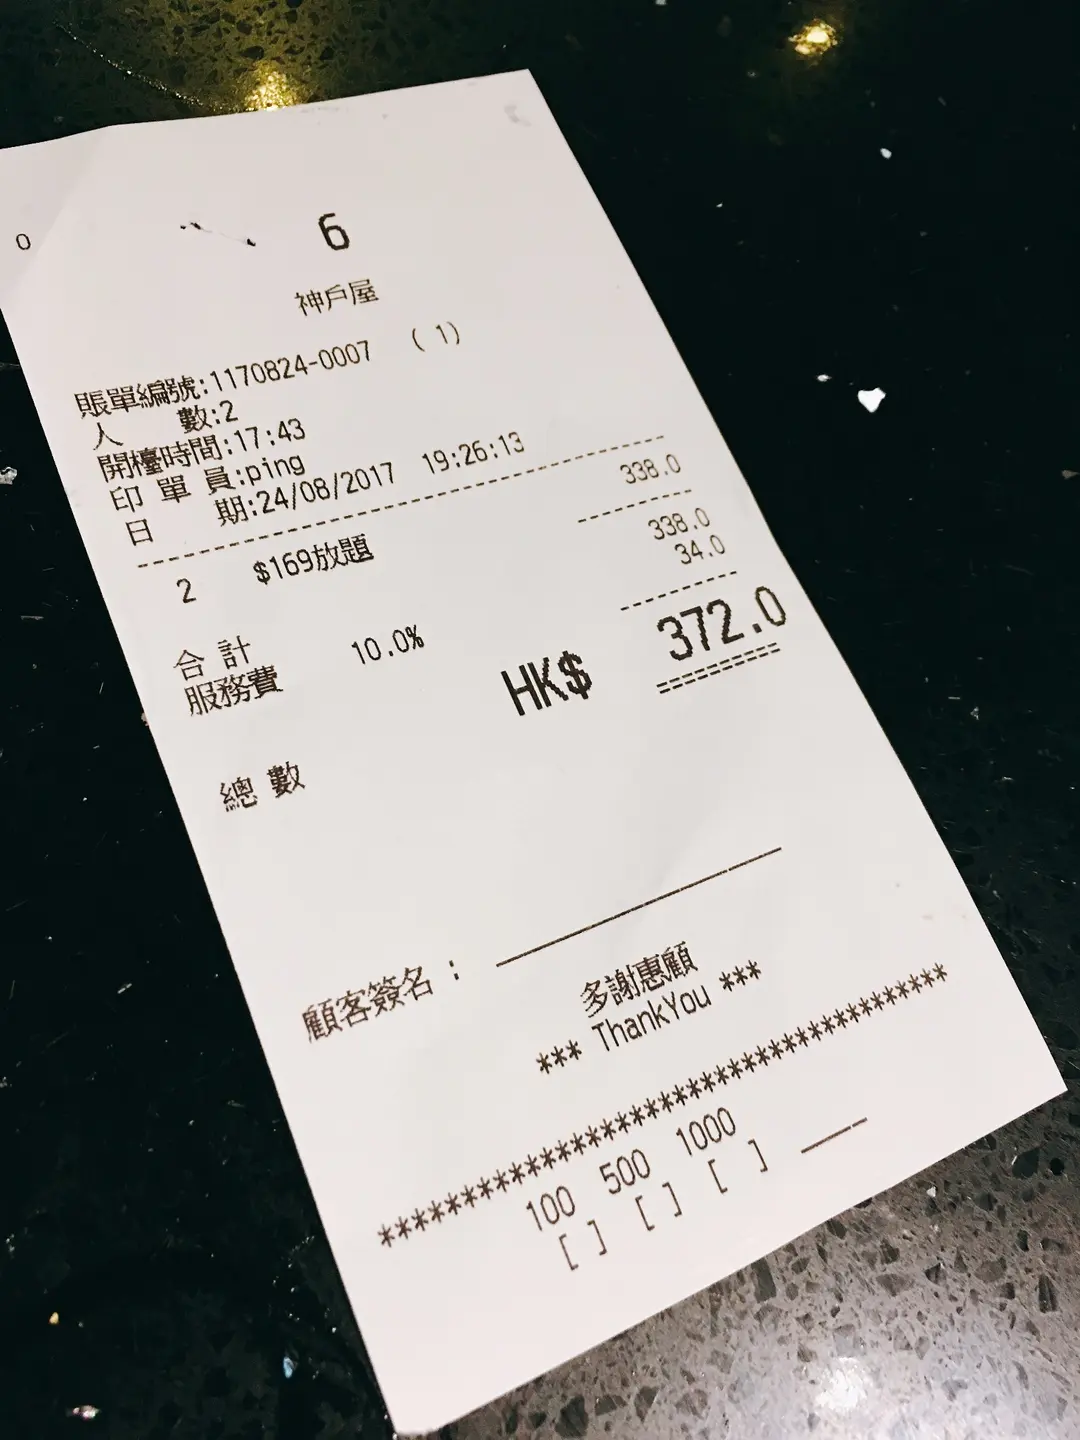 0 6
神戶屋
賬單編號:1170824-0007 ( 1)
人 數:2
開檯時間:17:43
印 單 員:ping
日 期:24/08/2017 19:26:13
2 $169放題 338.0
合 計 338.0
服務費 10.0% 34.0
總 數 HK$ 372.0
顧客簽名 :
多謝惠顧
*** ThankYou ***
****************************************
100 500 1000
[ ] [ ] [ ]